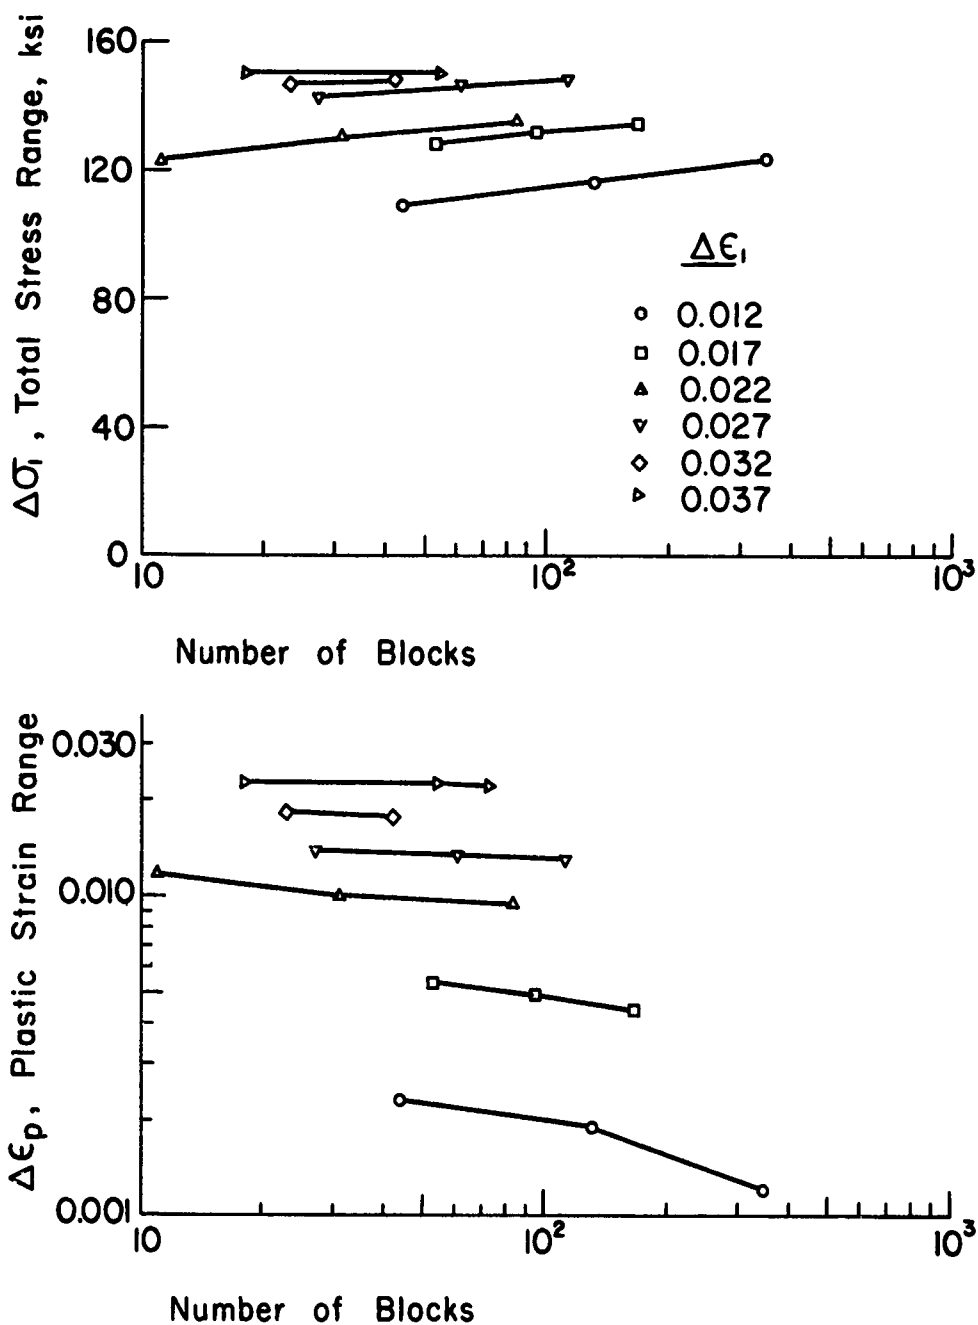 160
120
80
40
0
Δσ₁, Total Stress Range, ksi
Δϵ₁
0.012
0.017
0.022
0.027
0.032
0.037
10 10² 10³
Number of Blocks
0.030
0.010
0.001
Δϵp, Plastic Strain Range
10 10² 10³
Number of Blocks